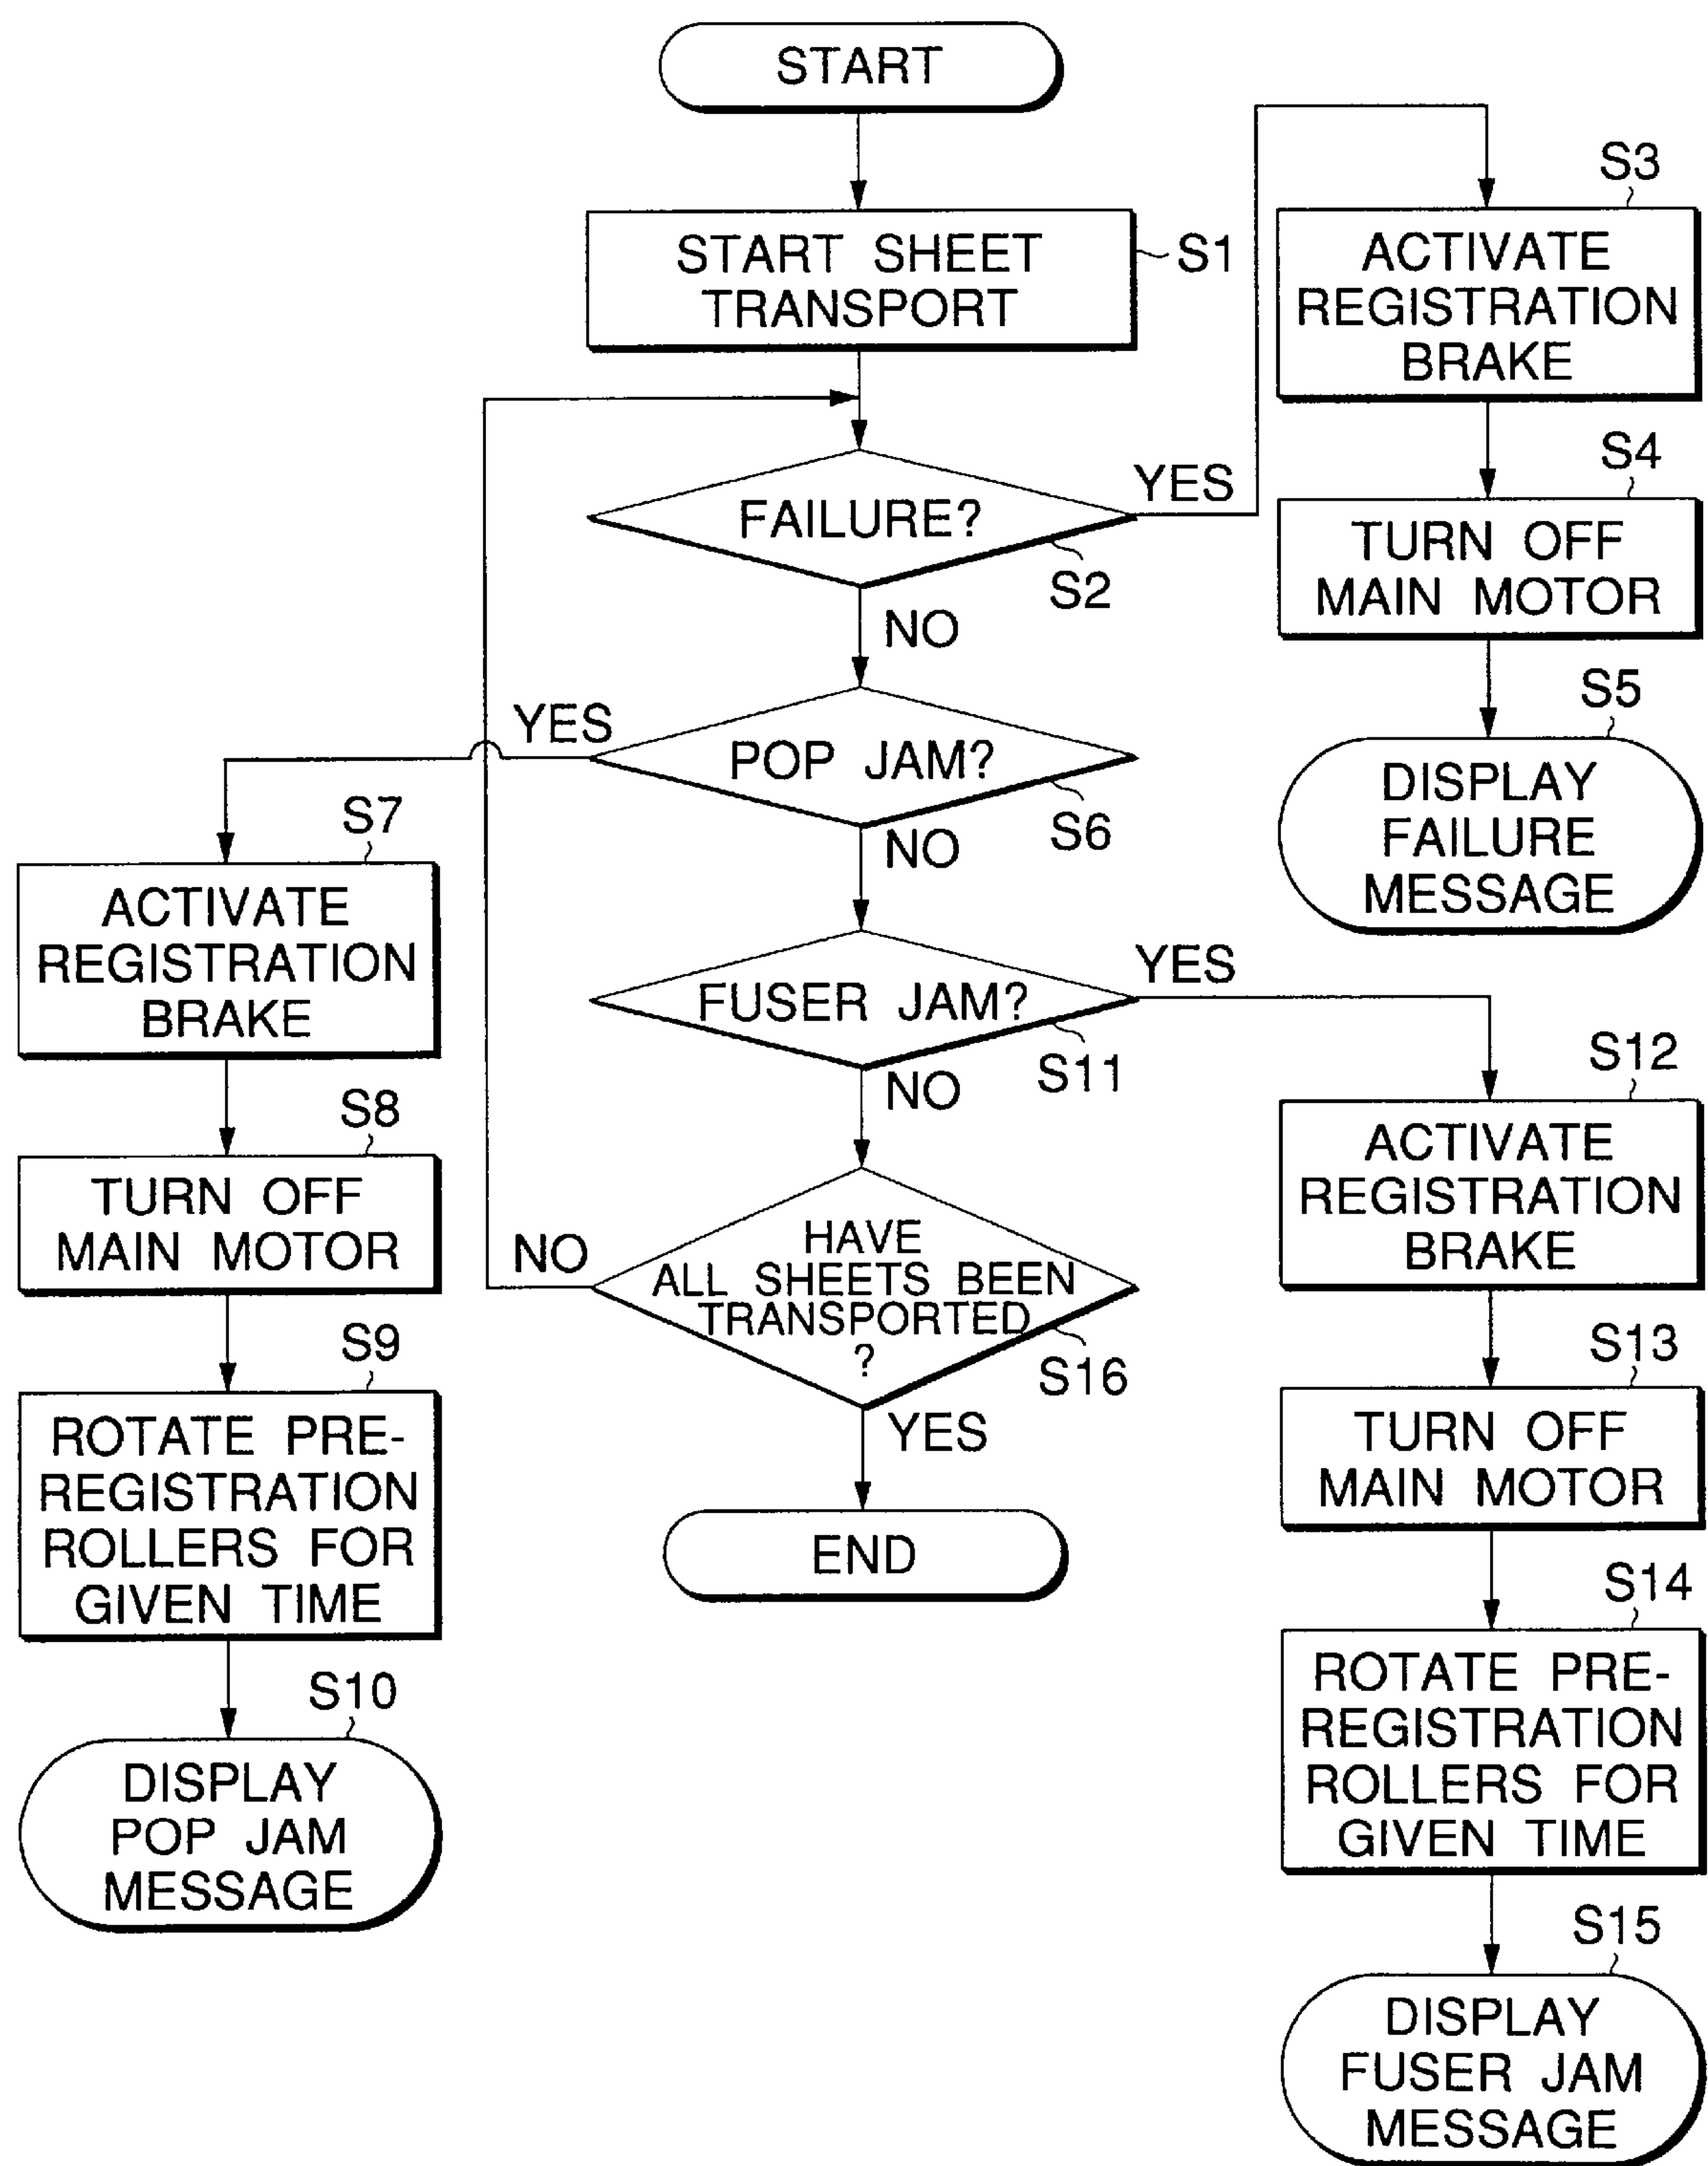 START
START SHEET
TRANSPORT
S1
S3
ACTIVATE
REGISTRATION
BRAKE
FAILURE?
YES
S2
NO
S4
TURN OFF
MAIN MOTOR
S5
DISPLAY
FAILURE
MESSAGE
POP JAM?
YES
S6
NO
S7
ACTIVATE
REGISTRATION
BRAKE
S8
TURN OFF
MAIN MOTOR
S9
ROTATE PRE-
REGISTRATION
ROLLERS FOR
GIVEN TIME
S10
DISPLAY
POP JAM
MESSAGE
FUSER JAM?
YES
S11
NO
S12
ACTIVATE
REGISTRATION
BRAKE
S13
TURN OFF
MAIN MOTOR
S14
ROTATE PRE-
REGISTRATION
ROLLERS FOR
GIVEN TIME
S15
DISPLAY
FUSER JAM
MESSAGE
HAVE
ALL SHEETS BEEN
TRANSPORTED
?
NO
S16
YES
END